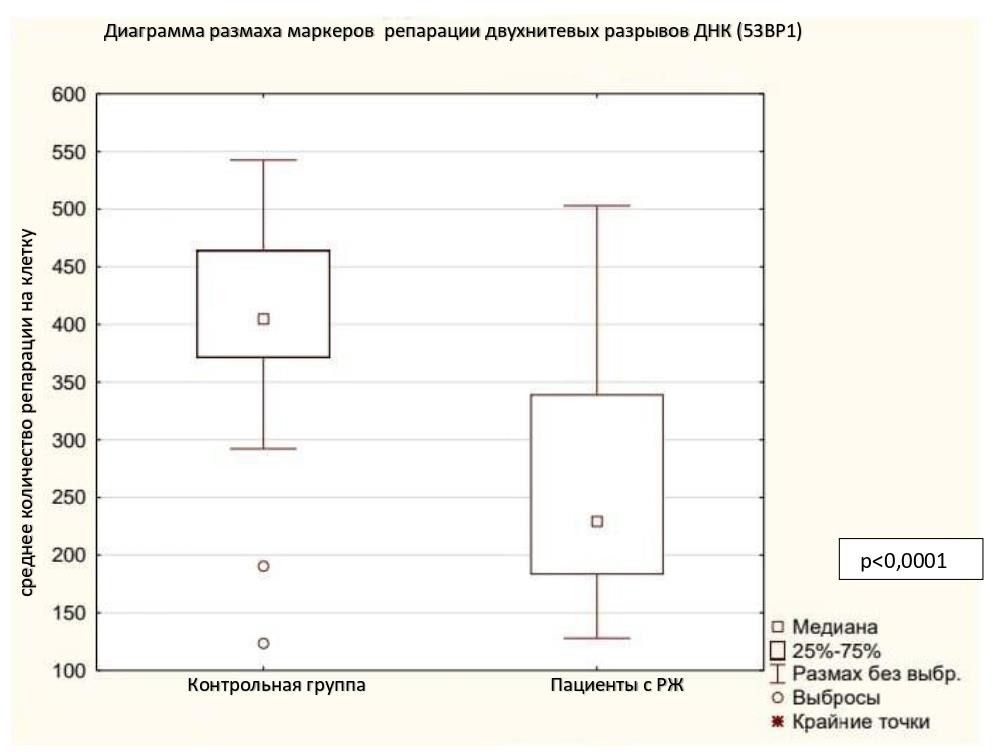 Диаграмма размаха маркеров репарации двухнитевых разрывов ДНК (53BP1)
среднее количество репарации на клетку
600
550
500
450
400
350
300
250
200
150
100
Контрольная группа
Пациенты с РЖ
p<0,0001
Медиана
25%-75%
Размах без выбр.
Выбросы
Крайние точки